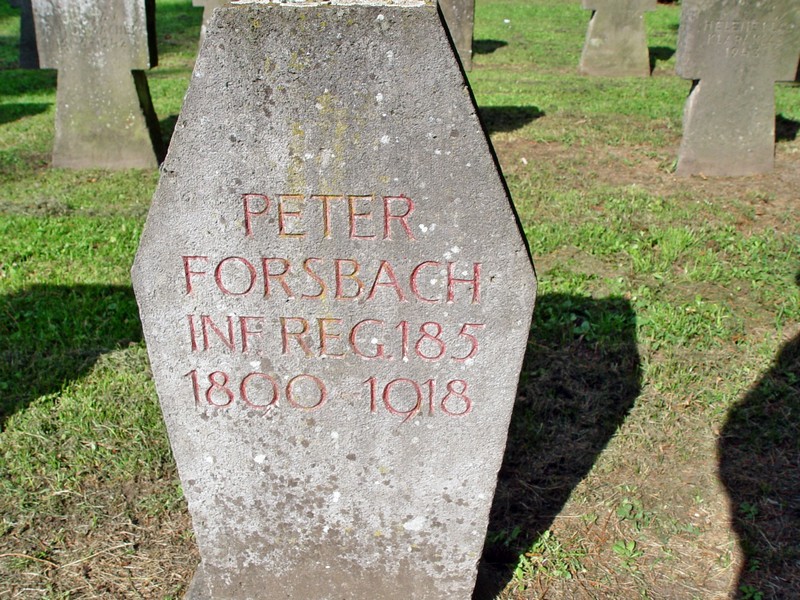 PETER
FORSBACH
INF REG.185
1800 1918